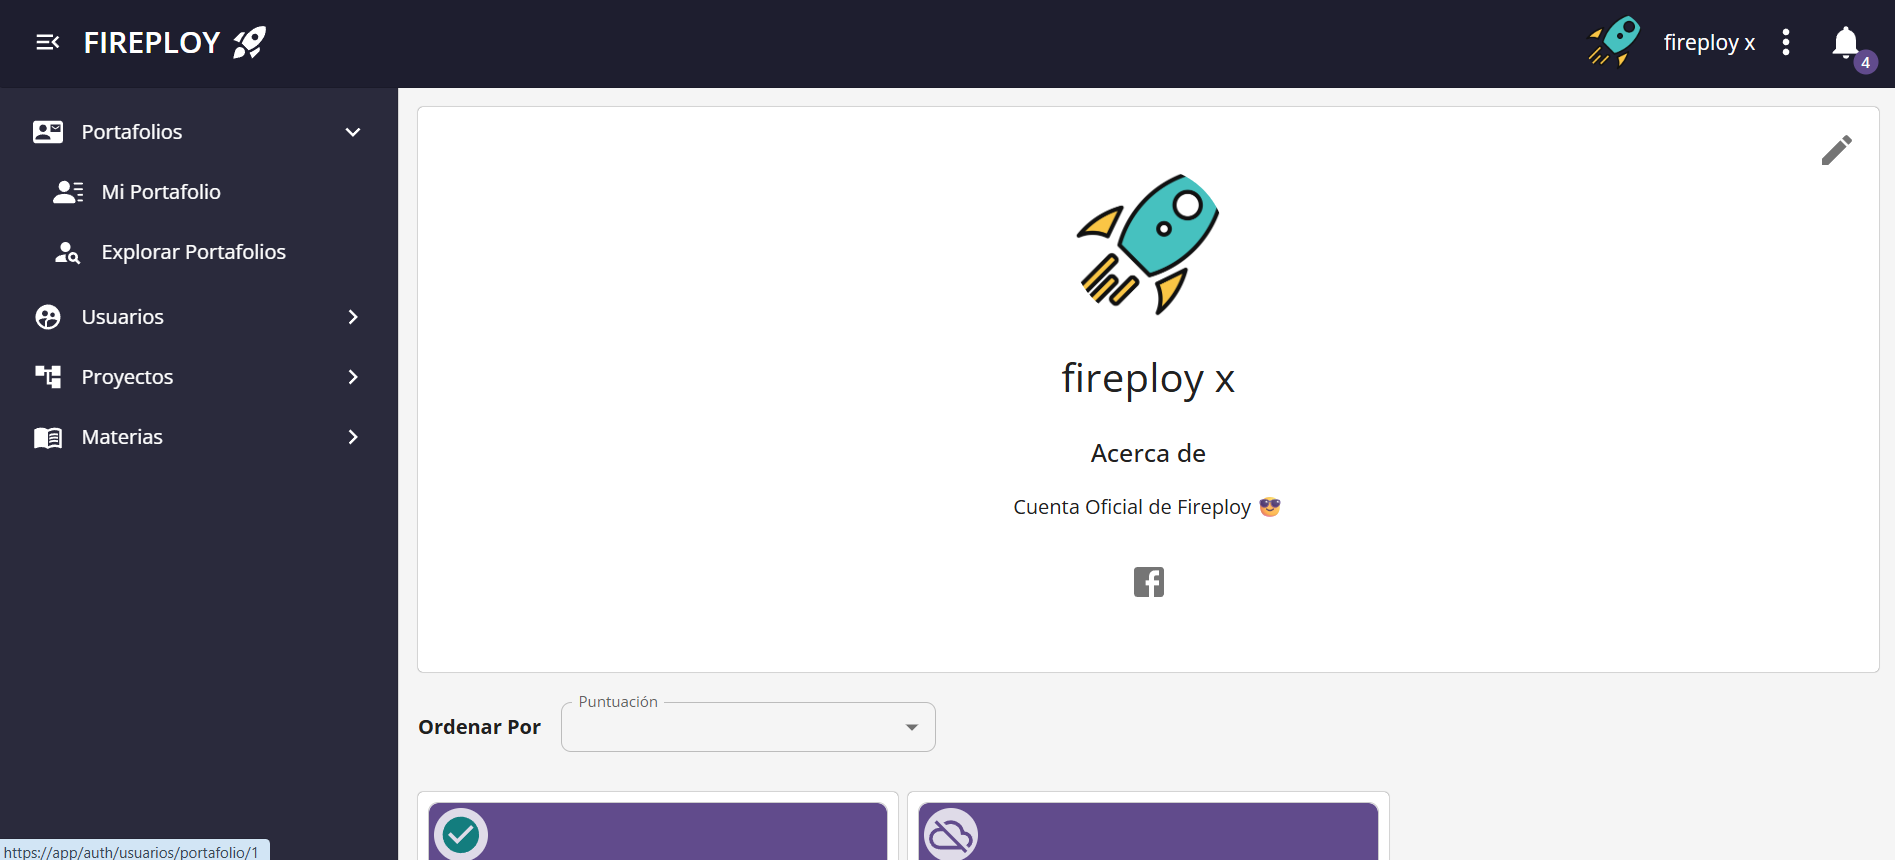 FIREPLOY
fireploy x
4
Portafolios
Mi Portafolio
Explorar Portafolios
Usuarios
Proyectos
Materias
fireploy x
Acerca de
Cuenta Oficial de Fireploy 😎
Ordenar Por
Puntuación
https://app/auth/usuarios/portafolio/1